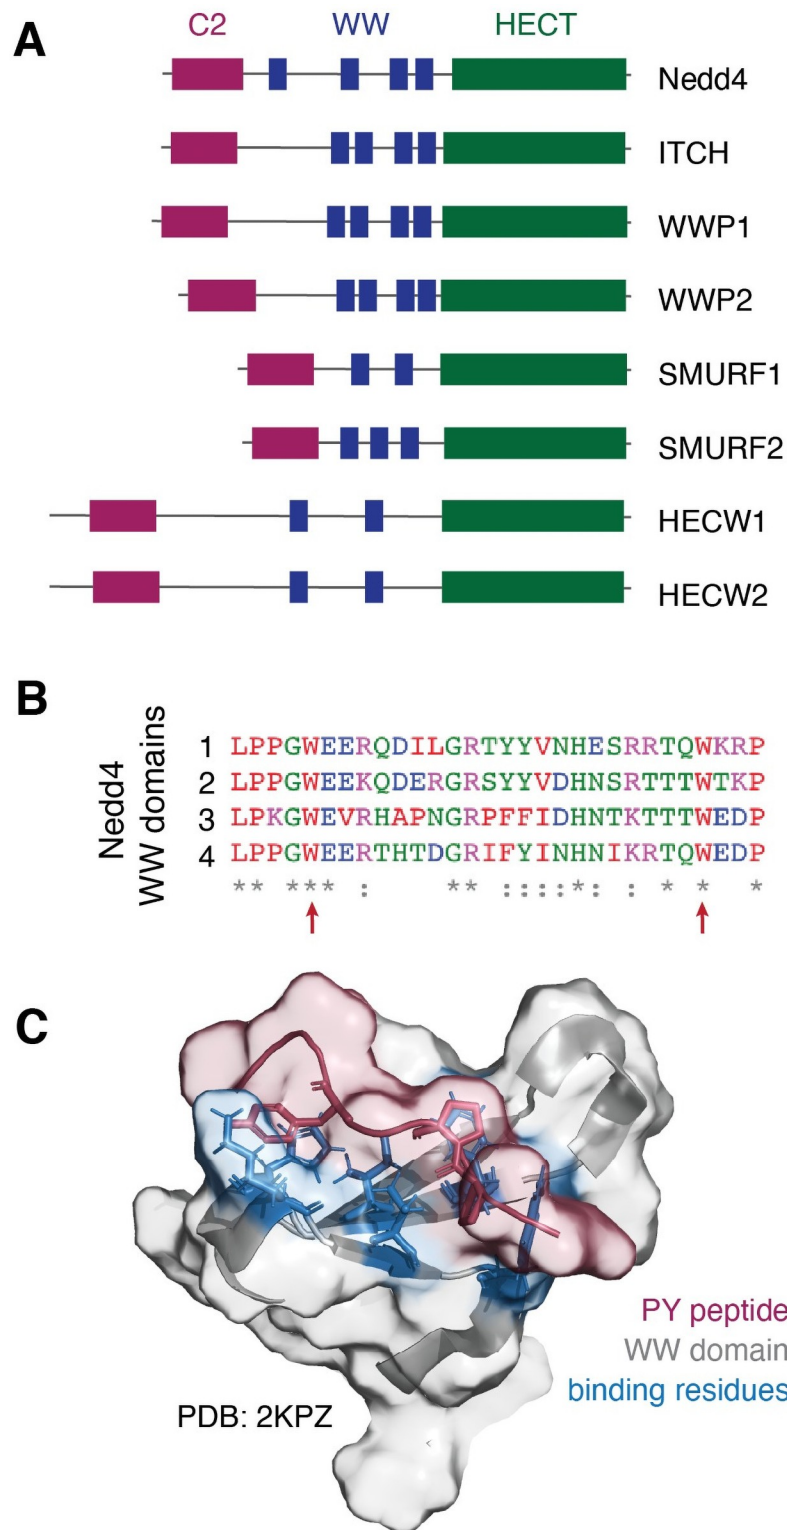 A
C2 WW HECT
Nedd4
ITCH
WWP1
WWP2
SMURF1
SMURF2
HECW1
HECW2
B
Nedd4
WW domains
1 LPPGWEERQDILGRTYYVNHESRRTQWKRP
2 LPPGWEEKQDERGRSYYVDHNSRTTTWTKP
3 LPKGWEVRHAPNGRPFFIDHNTKTTTWEDP
4 LPPGWEERTHTDGRIFYINHNIKRTQWEDP
** *** : ** ::::*: : * * *
C
PY peptide
WW domain
binding residues
PDB: 2KPZ